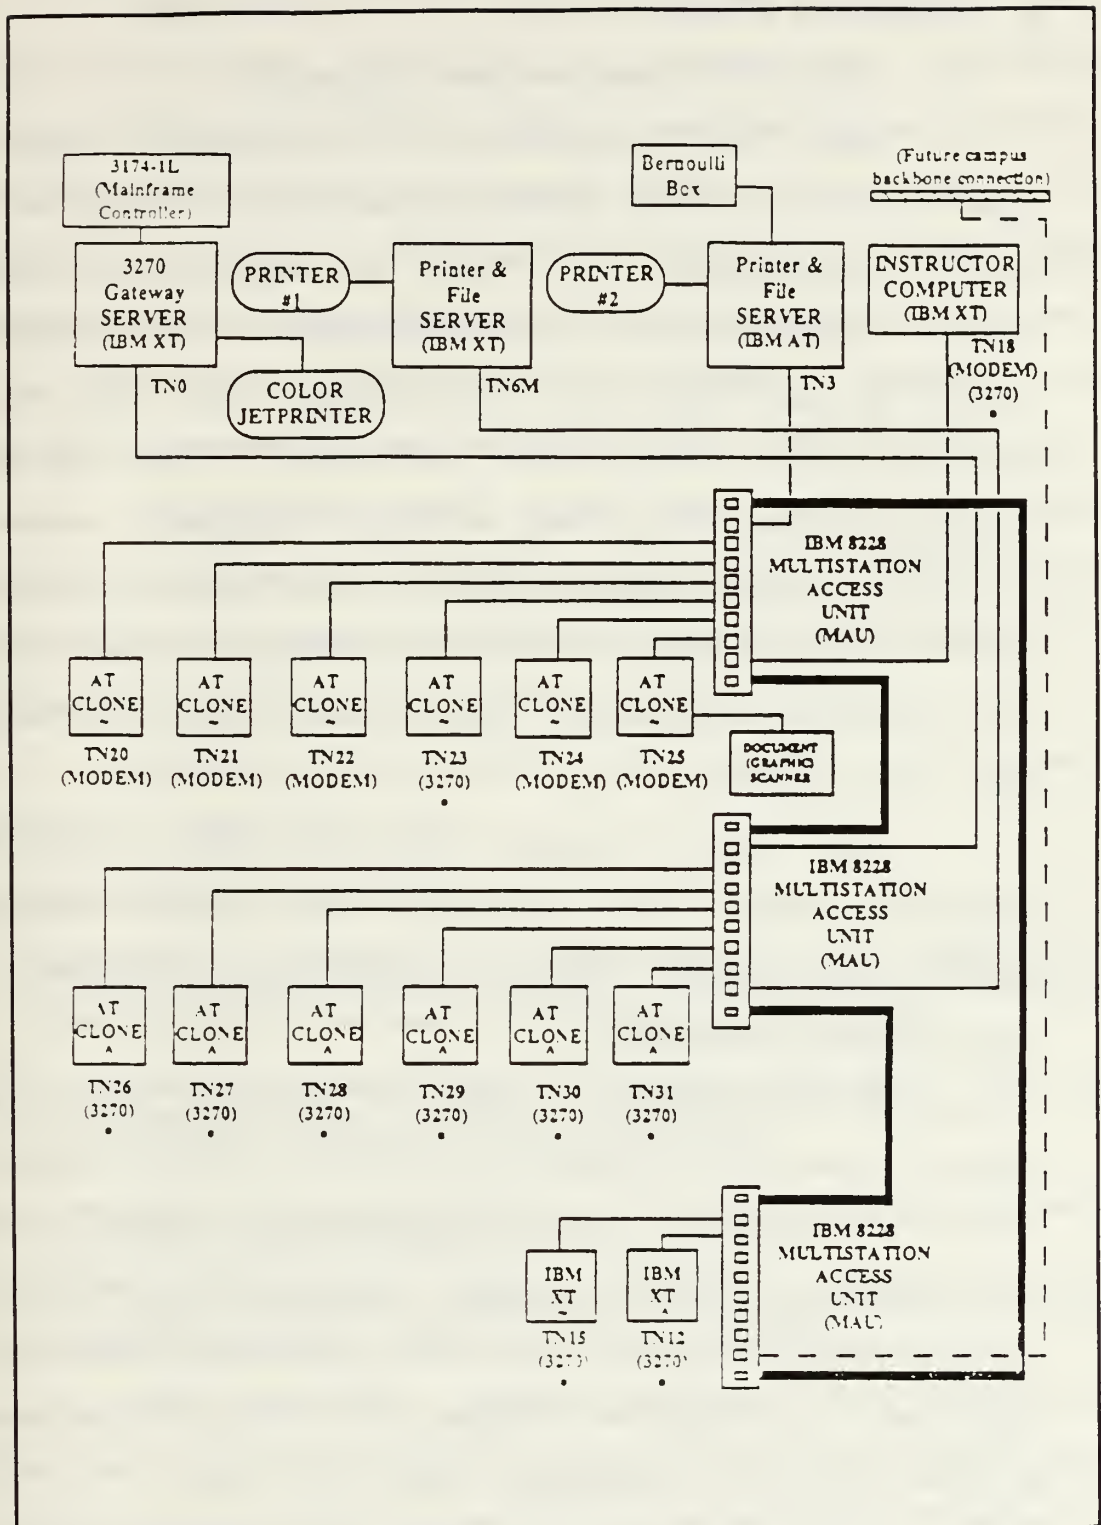 3174-1L
(Mainframe
Controller)
Bernoulli
Box
(Future campus
backbone connection)
3270
Gateway
SERVER
(IBM XT)
TN0
PRINTER
#1
COLOR
JETPRINTER
Printer &
File
SERVER
(IBM XT)
TN6M
PRINTER
#2
Printer &
File
SERVER
(IBM AT)
TN3
INSTRUCTOR
COMPUTER
(IBM XT)
TN18
(MODEM)
(3270)
•
IBM 8228
MULTISTATION
ACCESS
UNIT
(MAU)
AT
CLONE
~
TN20
(MODEM)
AT
CLONE
~
TN21
(MODEM)
AT
CLONE
~
TN22
(MODEM)
AT
CLONE
~
TN23
(3270)
•
AT
CLONE
~
TN24
(MODEM)
AT
CLONE
~
TN25
(MODEM)
DOCUMENT
(GRAPHIC)
SCANNER
IBM 8228
MULTISTATION
ACCESS
UNIT
(MAU)
AT
CLONE
^
TN26
(3270)
•
AT
CLONE
^
TN27
(3270)
•
AT
CLONE
^
TN28
(3270)
•
AT
CLONE
^
TN29
(3270)
•
AT
CLONE
^
TN30
(3270)
•
AT
CLONE
^
TN31
(3270)
•
IBM 8228
MULTISTATION
ACCESS
UNIT
(MAU)
IBM
XT
~
TN15
(3270)
•
IBM
XT
^
TN12
(3270)
•